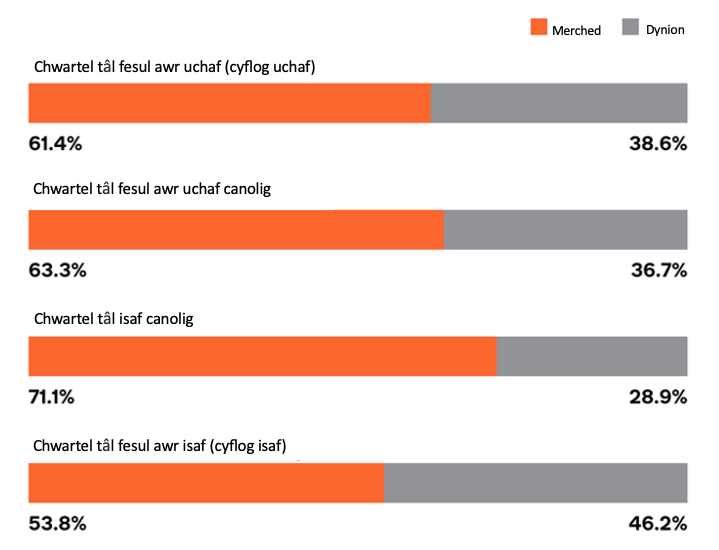 Merched Dynion
Chwartel tâl fesul awr uchaf (cyflog uchaf)
61.4% 38.6%
Chwartel tâl fesul awr uchaf canolig
63.3% 36.7%
Chwartel tâl isaf canolig
71.1% 28.9%
Chwartel tâl fesul awr isaf (cyflog isaf)
53.8% 46.2%